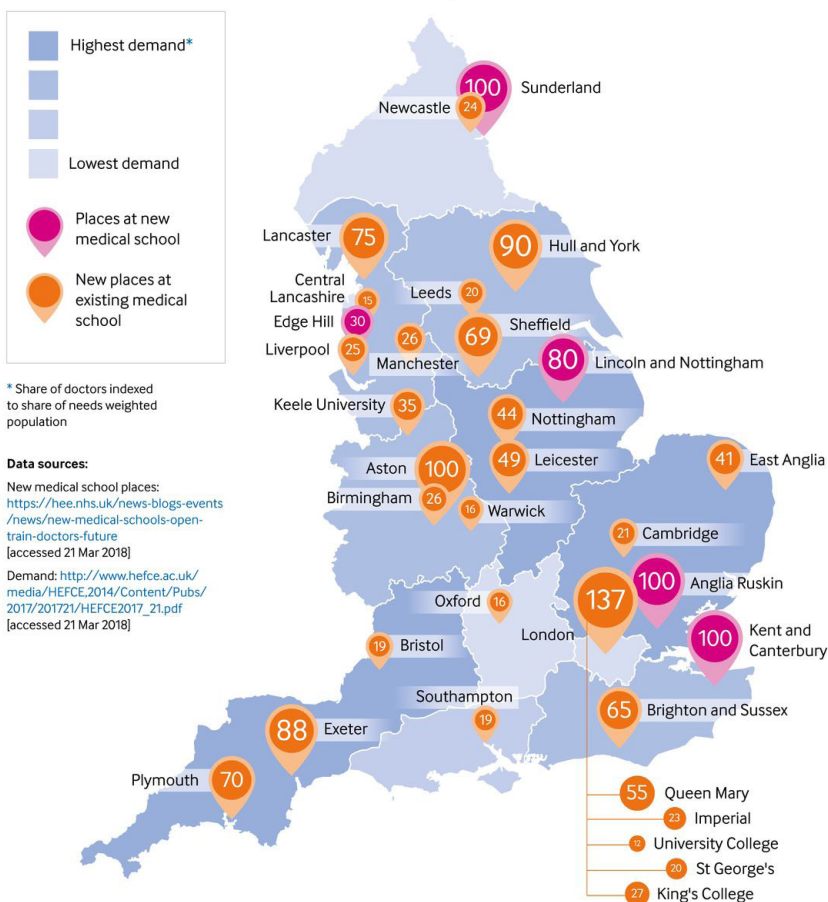 Highest demand*
Lowest demand
Places at new
medical school
New places at
existing medical
school
* Share of doctors indexed
to share of needs weighted
population
Data sources:
New medical school places:
https://hee.nhs.uk/news-blogs-events
/news/new-medical-schools-open-
train-doctors-future
[accessed 21 Mar 2018]
Demand: http://www.hefce.ac.uk/
media/HEFCE,2014/Content/Pubs/
2017/201721/HEFCE2017_21.pdf
[accessed 21 Mar 2018]
100 Sunderland
Newcastle 24
Lancaster 75
90 Hull and York
Central
Lancashire 15
Leeds 20
Edge Hill 30
69 Sheffield
Liverpool 25
26
Manchester
80 Lincoln and Nottingham
Keele University 35
44 Nottingham
Aston 100
49 Leicester
41 East Anglia
Birmingham 26
16 Warwick
21 Cambridge
100 Anglia Ruskin
Oxford 16
137
London
100 Kent and
Canterbury
19 Bristol
Southampton
19
65 Brighton and Sussex
88 Exeter
Plymouth 70
55 Queen Mary
23 Imperial
12 University College
20 St George's
27 King's College